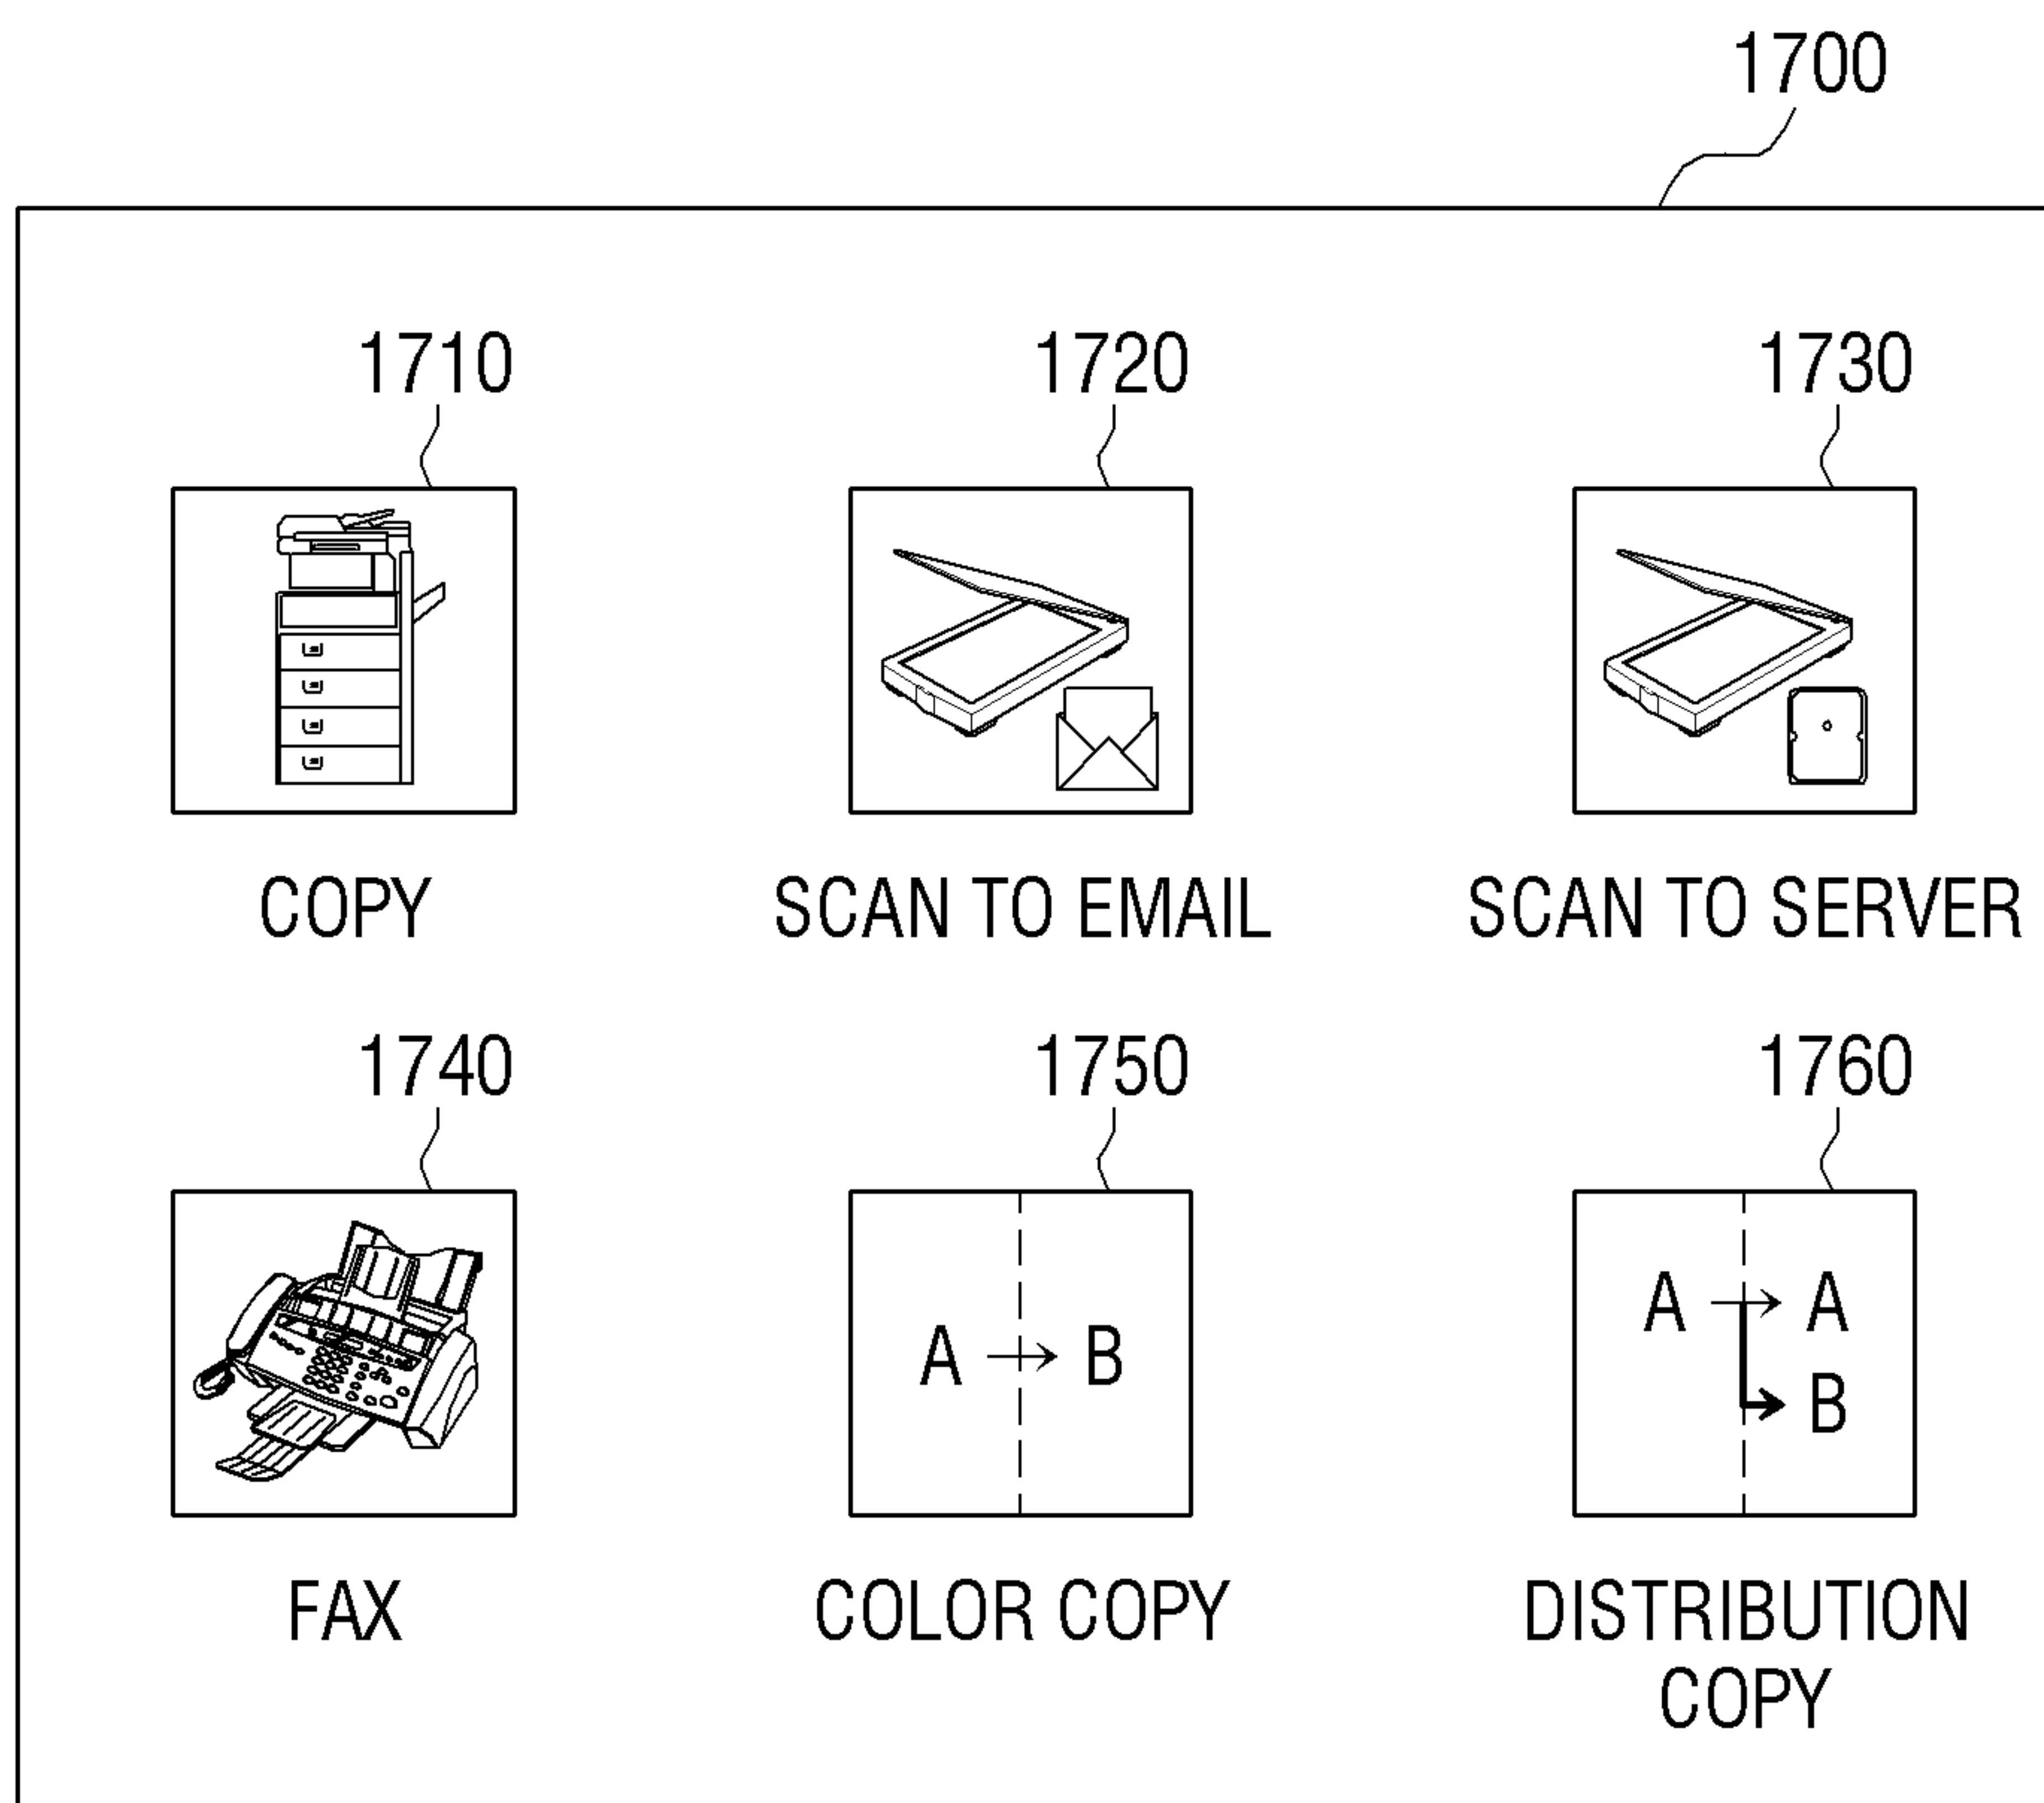 1700
1710
1720
1730
COPY
SCAN TO EMAIL
SCAN TO SERVER
1740
1750
1760
A → B
A → A
B
FAX
COLOR COPY
DISTRIBUTION
COPY